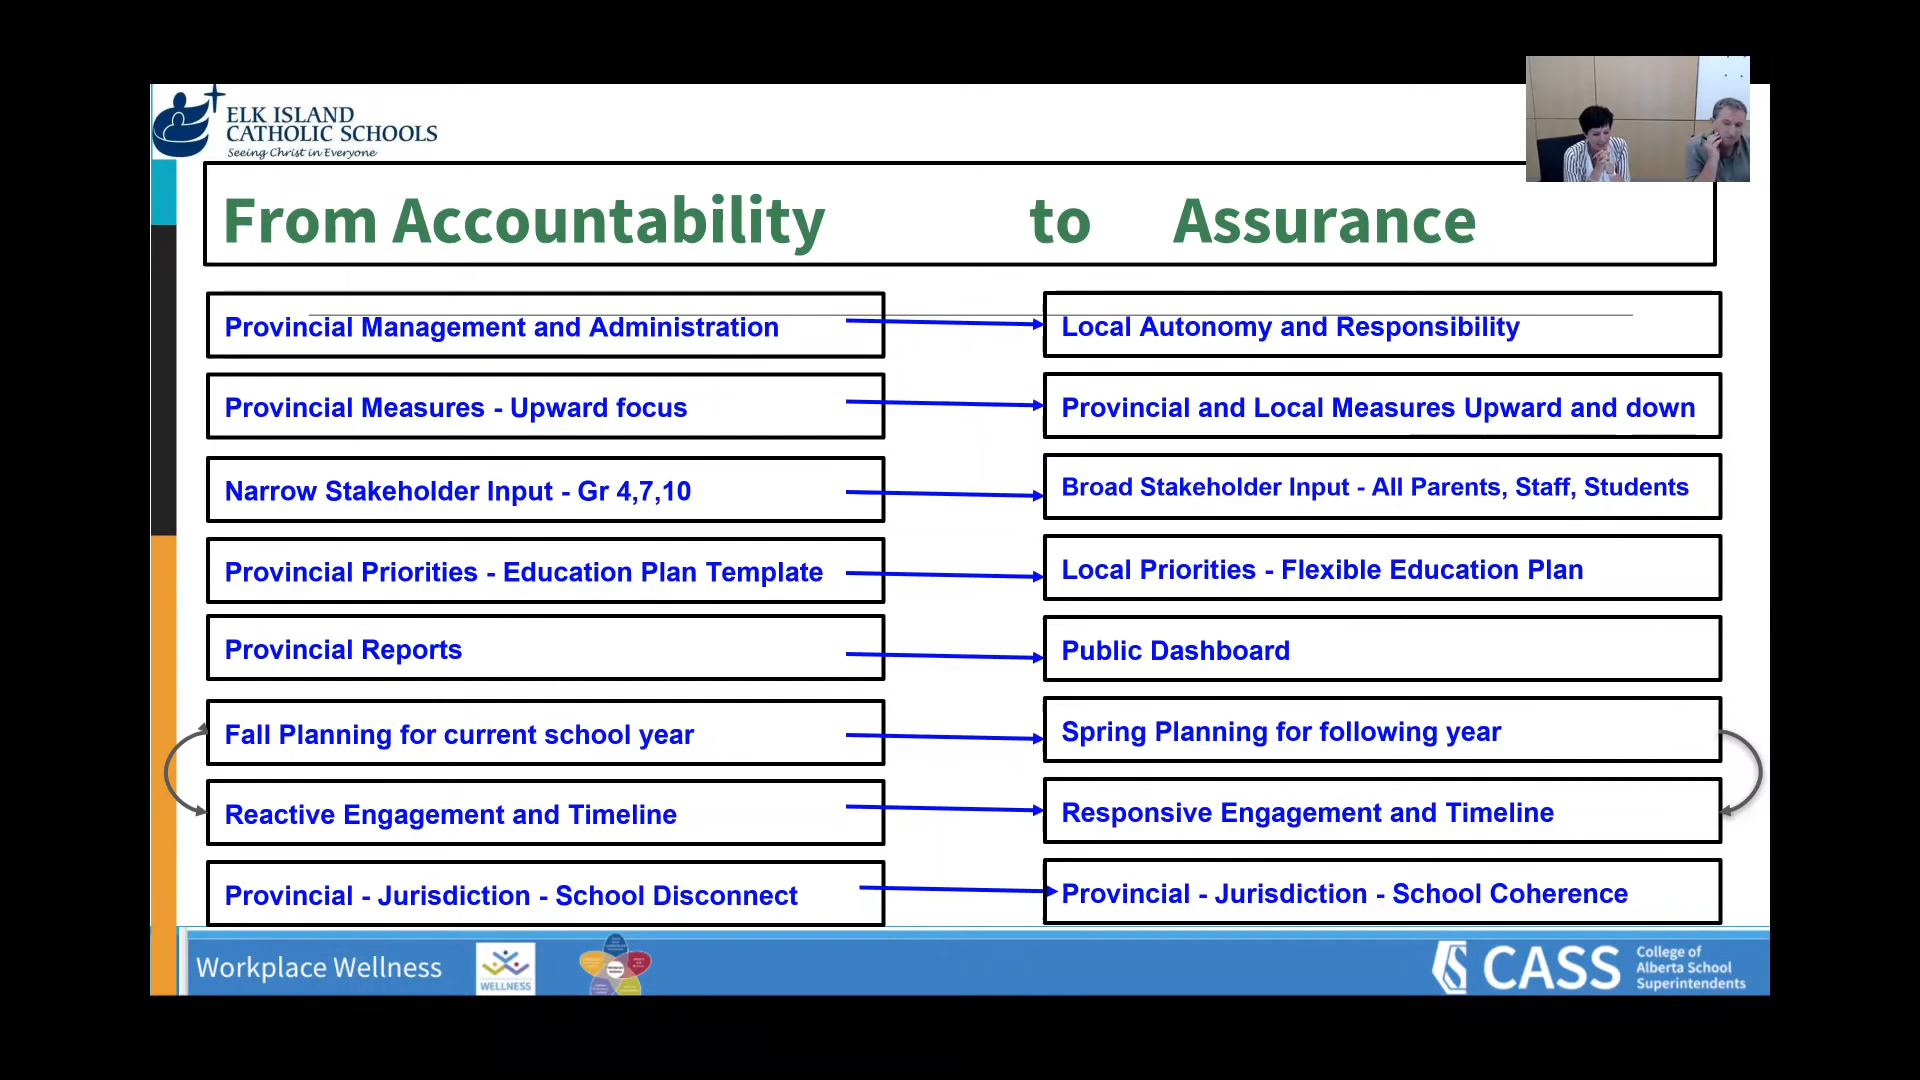 ELK ISLAND
CATHOLIC SCHOOLS
Seeing Christ in Everyone
From Accountability to Assurance
Provincial Management and Administration
Local Autonomy and Responsibility
Provincial Measures - Upward focus
Provincial and Local Measures Upward and down
Narrow Stakeholder Input - Gr 4,7,10
Broad Stakeholder Input - All Parents, Staff, Students
Provincial Priorities - Education Plan Template
Local Priorities - Flexible Education Plan
Provincial Reports
Public Dashboard
Fall Planning for current school year
Spring Planning for following year
Reactive Engagement and Timeline
Responsive Engagement and Timeline
Provincial - Jurisdiction - School Disconnect
Provincial - Jurisdiction - School Coherence
Workplace Wellness
WELLNESS
CASS
College of
Alberta School
Superintendents